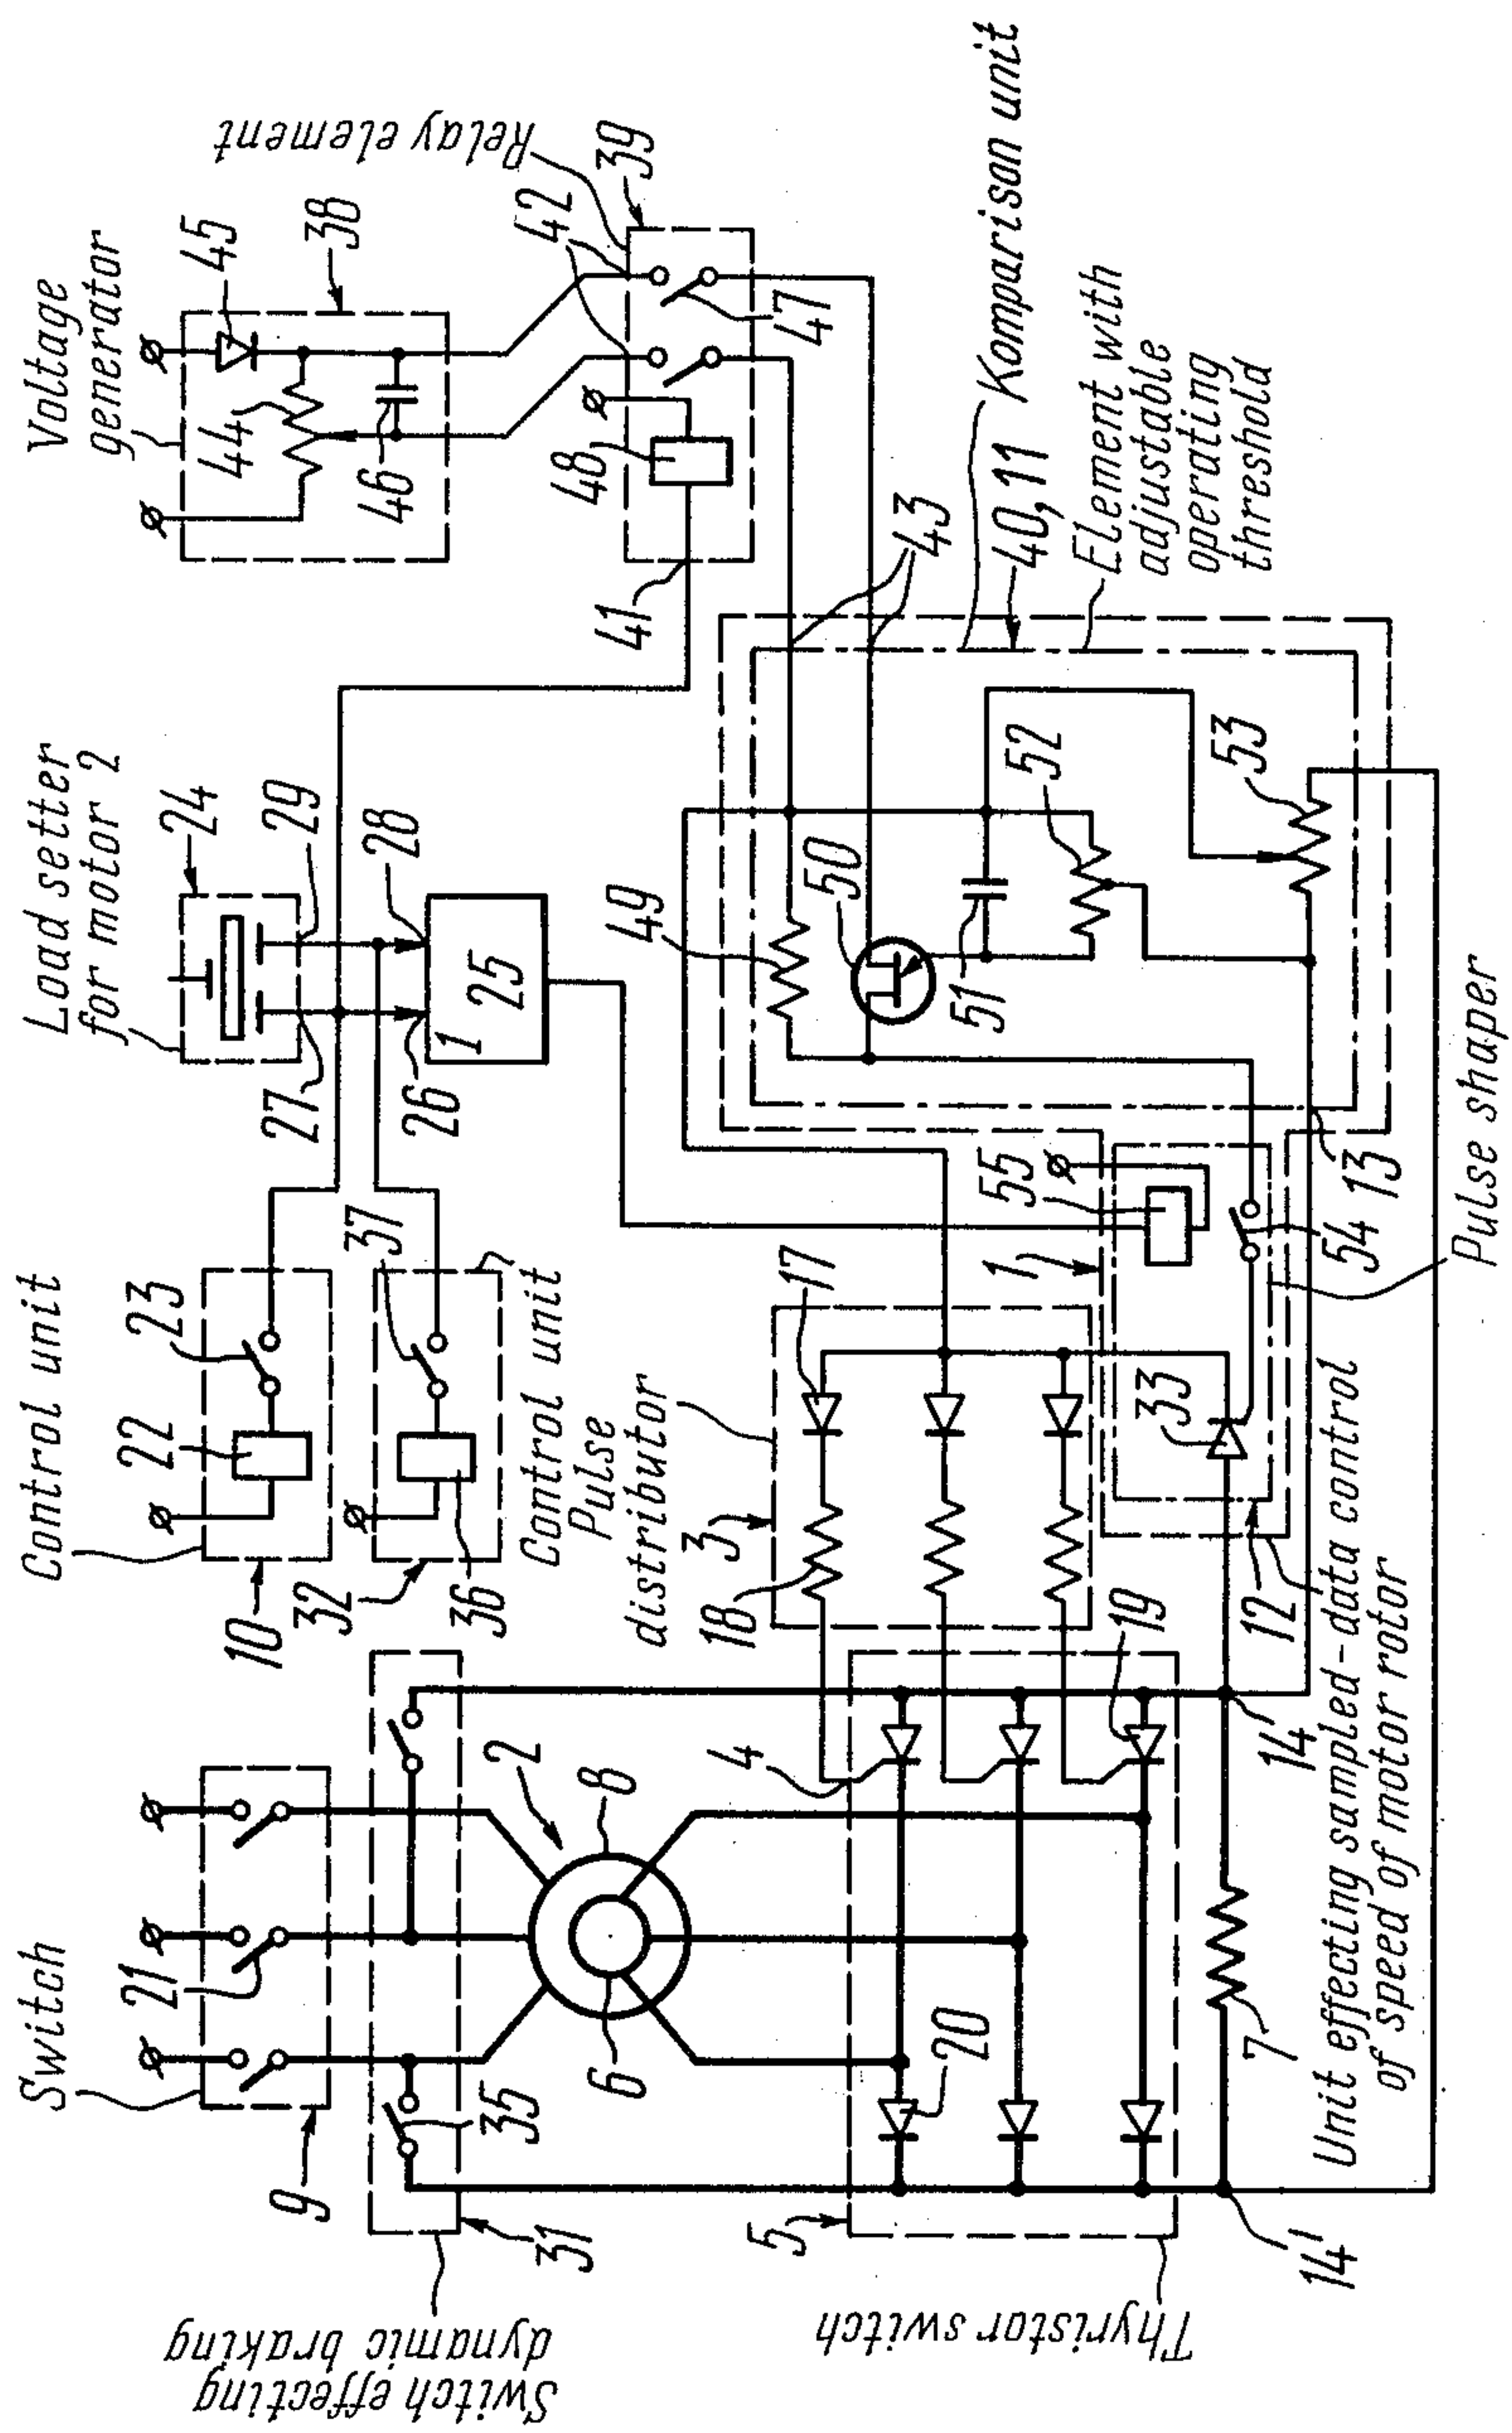 Switch
21
9
Switch effecting
dynamic braking
31
35
2
8
6
Control unit
22
23
10
32
36
37
Control unit
Load setter
for motor 2
24
27
29
26
28
1
25
Voltage
generator
45
38
44
46
Relay element
42
39
48
47
41
43
Komparison unit
40,11
Element with
adjustable
operating
threshold
49
50
51
52
53
13
Pulse shaper
55
54
1
33
12
Pulse
distributor
3
17
18
4
19
5
20
Thyristar switch
7
14
14'
Unit effecting sampled-data control
of speed of motor rotor